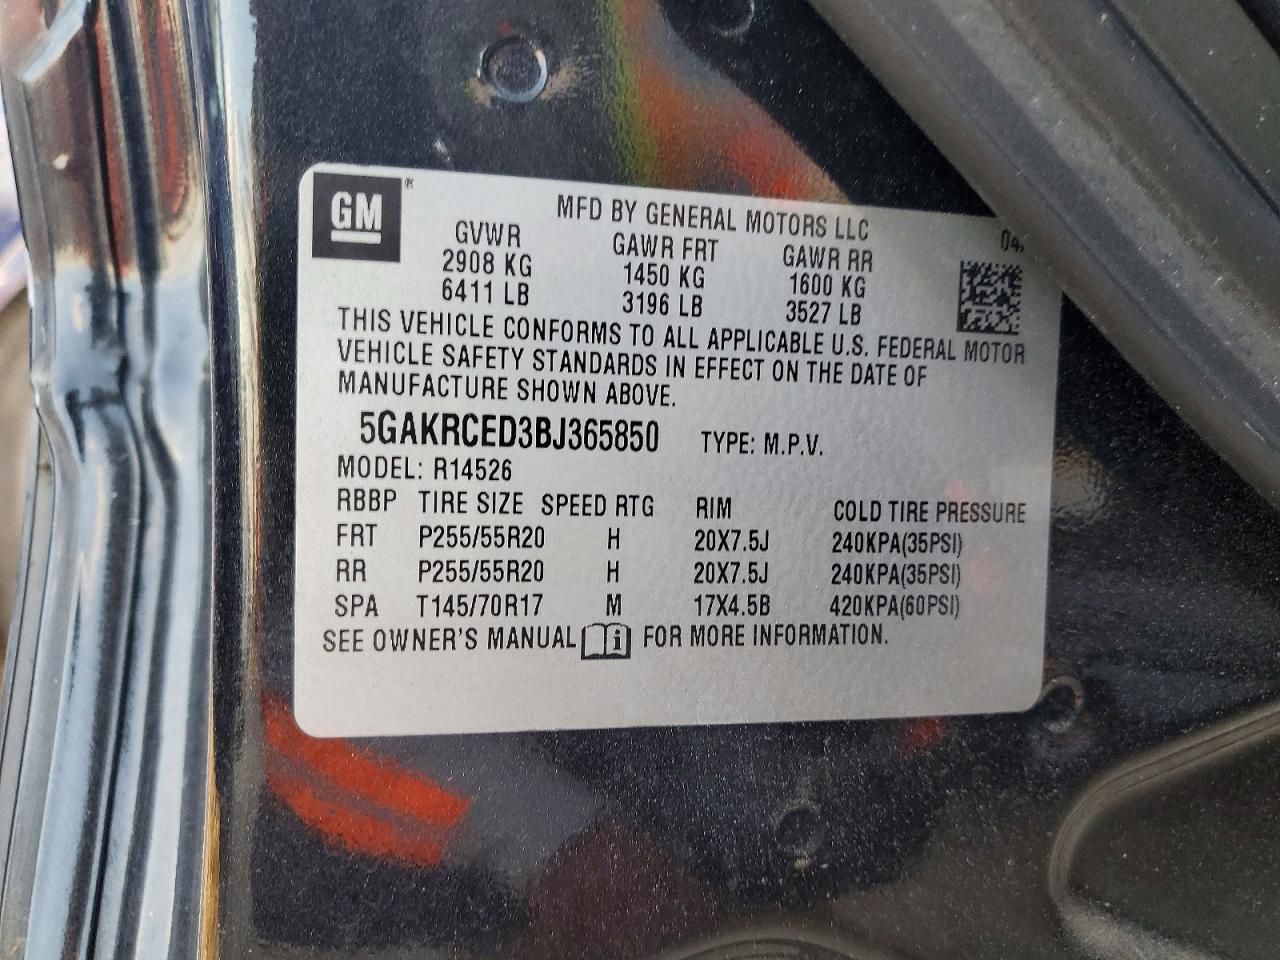 GM
MFD BY GENERAL MOTORS LLC
04/
GVWR GAWR FRT GAWR RR
2908 KG 1450 KG 1600 KG
6411 LB 3196 LB 3527 LB
THIS VEHICLE CONFORMS TO ALL APPLICABLE U.S. FEDERAL MOTOR
VEHICLE SAFETY STANDARDS IN EFFECT ON THE DATE OF
MANUFACTURE SHOWN ABOVE.
5GAKRCED3BJ365850 TYPE: M.P.V.
MODEL: R14526
RBBP TIRE SIZE SPEED RTG RIM COLD TIRE PRESSURE
FRT P255/55R20 H 20X7.5J 240KPA(35PSI)
RR P255/55R20 H 20X7.5J 240KPA(35PSI)
SPA T145/70R17 M 17X4.5B 420KPA(60PSI)
SEE OWNER'S MANUAL i FOR MORE INFORMATION.